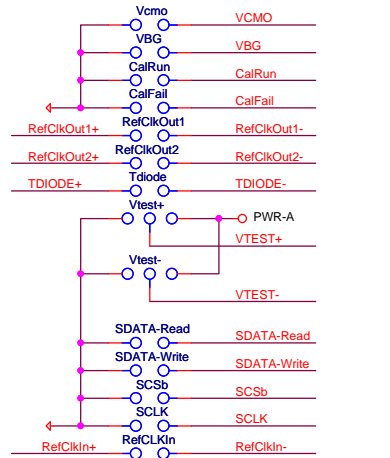 Vcmo VCMO
VBG VBG
CalRun CalRun
CalFail CalFail
RefClkOut1+ RefClkOut1 RefClkOut1-
RefClkOut2+ RefClkOut2 RefClkOut2-
TDIODE+ Tdiode TDIODE-
Vtest+ PWR-A
VTEST+
Vtest-
VTEST-
SDATA-Read SDATA-Read
SDATA-Write SDATA-Write
SCSb SCSb
SCLK SCLK
RefClkIn+ RefCLKIn RefClkIn-